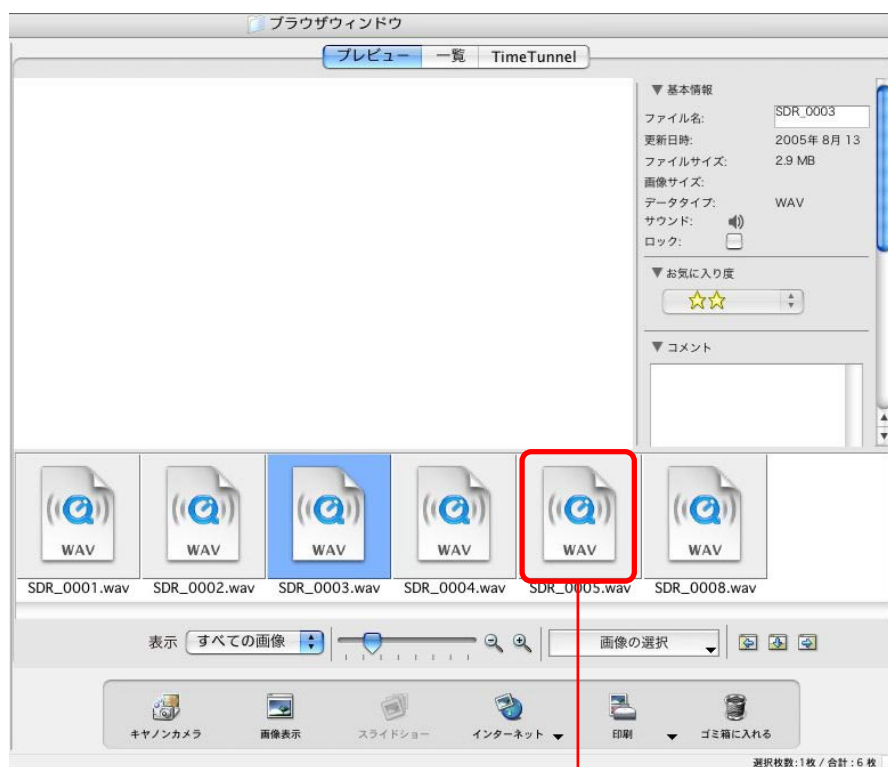 ブラウザウィンドウ
プレビュー 一覧 TimeTunnel
▼ 基本情報
ファイル名: SDR_0003
更新日時: 2005年 8月 13
ファイルサイズ: 2.9 MB
画像サイズ:
データタイプ: WAV
サウンド:
ロック:
▼ お気に入り度
▼ コメント
WAV WAV WAV WAV WAV WAV
SDR_0001.wav SDR_0002.wav SDR_0003.wav SDR_0004.wav SDR_0005.wav SDR_0008.wav
表示 すべての画像 画像の選択
キヤノンカメラ 画像表示 スライドショー インターネット 印刷 ゴミ箱に入れる
選択枚数:1枚 / 合計:6 枚